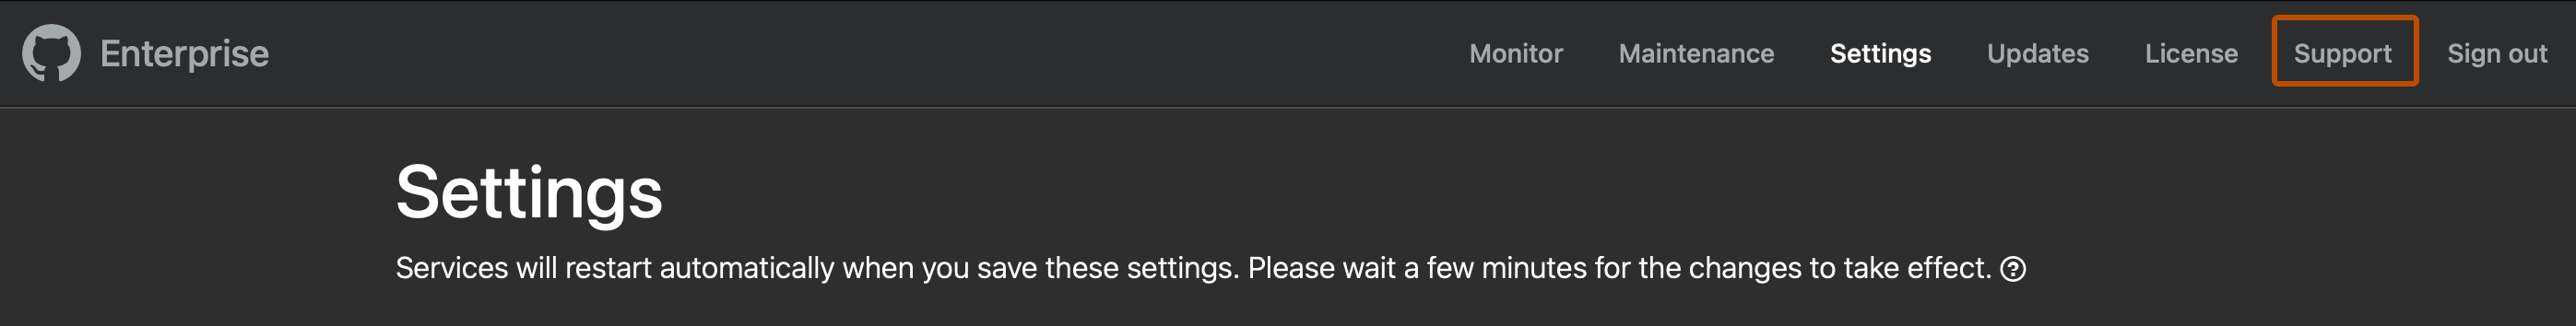 Enterprise Monitor Maintenance Settings Updates License Support Sign out
Settings
Services will restart automatically when you save these settings. Please wait a few minutes for the changes to take effect. ?